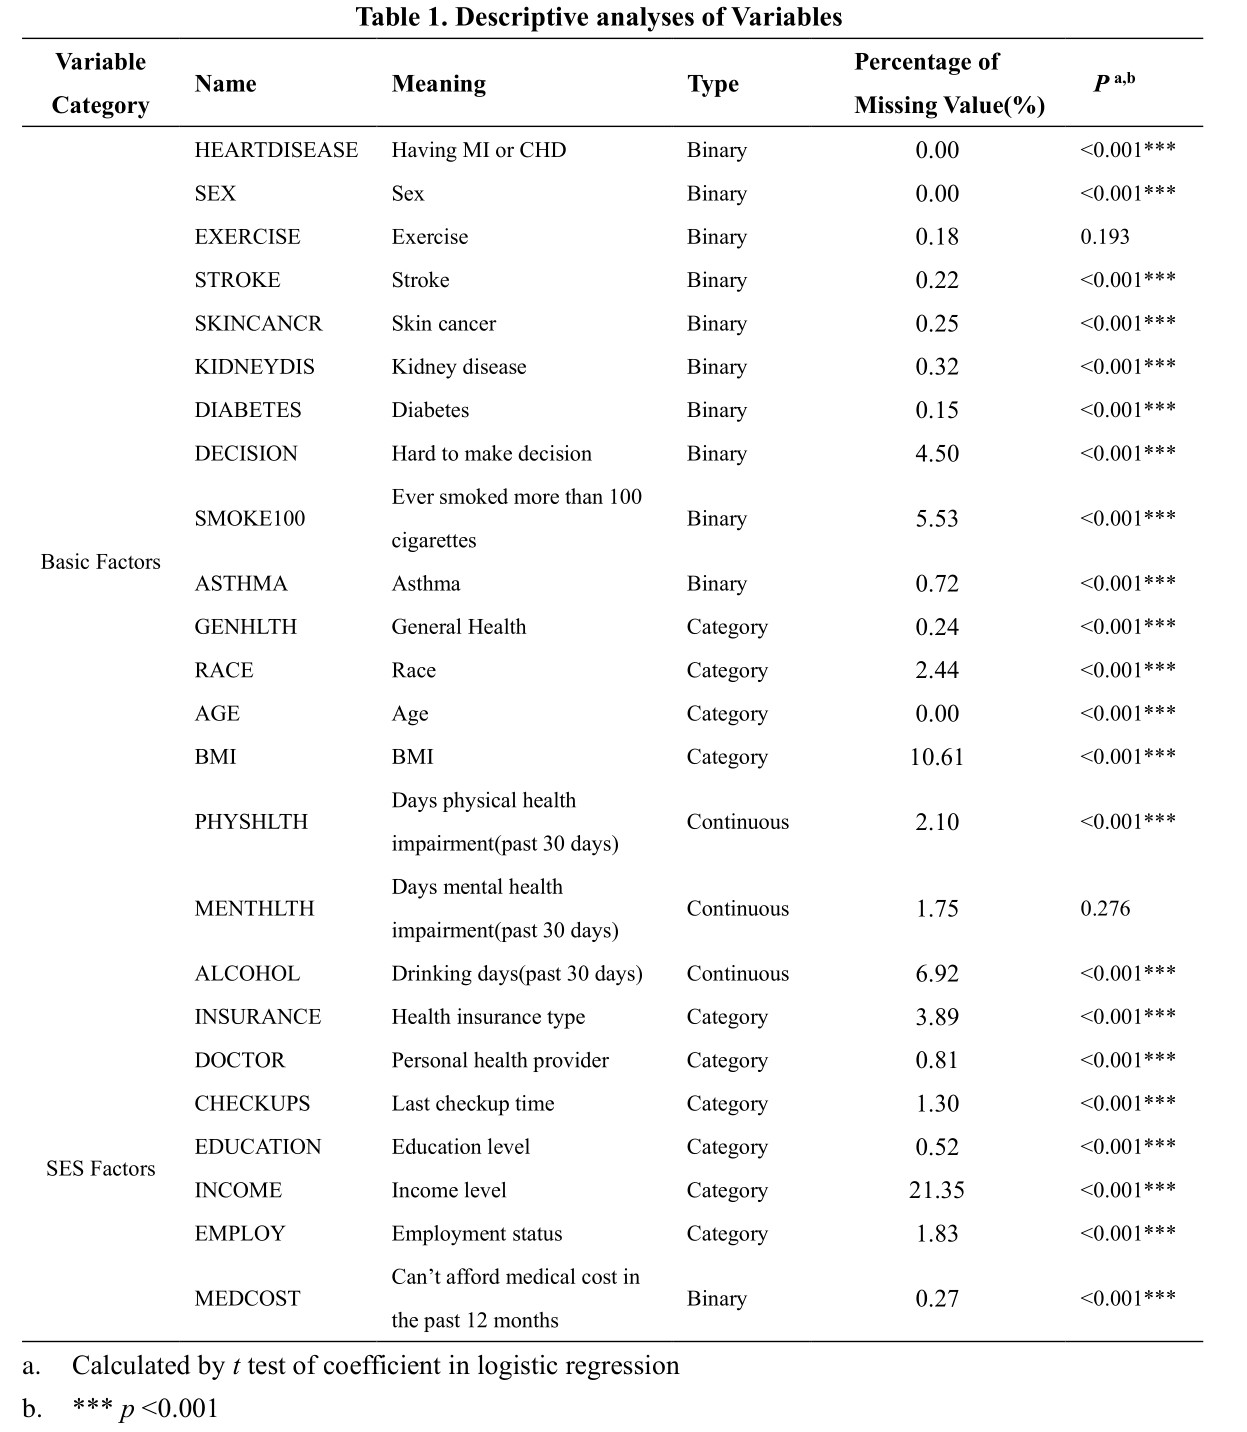 Table 1. Descriptive analyses of Variables
Variable Category Name Meaning Type Percentage of Missing Value(%) P a,b
HEARTDISEASE Having MI or CHD Binary 0.00 <0.001***
SEX Sex Binary 0.00 <0.001***
EXERCISE Exercise Binary 0.18 0.193
STROKE Stroke Binary 0.22 <0.001***
SKINCANCR Skin cancer Binary 0.25 <0.001***
KIDNEYDIS Kidney disease Binary 0.32 <0.001***
DIABETES Diabetes Binary 0.15 <0.001***
DECISION Hard to make decision Binary 4.50 <0.001***
Ever smoked more than 100
SMOKE100 Binary 5.53 <0.001***
cigarettes
Basic Factors
ASTHMA Asthma Binary 0.72 <0.001***
GENHLTH General Health Category 0.24 <0.001***
RACE Race Category 2.44 <0.001***
AGE Age Category 0.00 <0.001***
BMI BMI Category 10.61 <0.001***
Days physical health
PHYSHLTH Continuous 2.10 <0.001***
impairment(past 30 days)
Days mental health
MENTHLTH Continuous 1.75 0.276
impairment(past 30 days)
ALCOHOL Drinking days(past 30 days) Continuous 6.92 <0.001***
INSURANCE Health insurance type Category 3.89 <0.001***
DOCTOR Personal health provider Category 0.81 <0.001***
CHECKUPS Last checkup time Category 1.30 <0.001***
EDUCATION Education level Category 0.52 <0.001***
SES Factors
INCOME Income level Category 21.35 <0.001***
EMPLOY Employment status Category 1.83 <0.001***
Can’t afford medical cost in
MEDCOST Binary 0.27 <0.001***
the past 12 months
a. Calculated by t test of coefficient in logistic regression
b. *** p <0.001